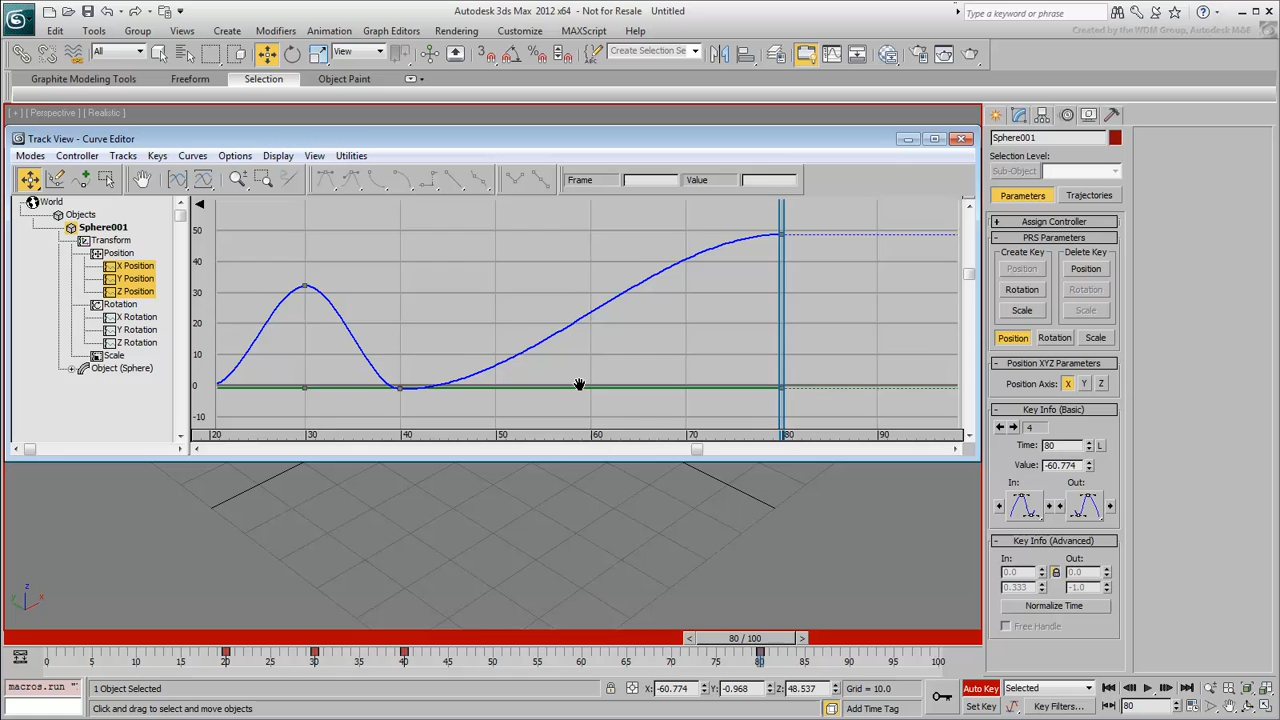 Autodesk 3ds Max 2012 x64 - Not for Resale Untitled
Type a keyword or phrase
Edit Tools Group Views Create Modifiers Animation Graph Editors Rendering Customize MAXScript Help
Created by the WDM Group, Autodesk M&E
All View Create Selection Se
Graphite Modeling Tools Freeform Selection Object Paint
[ + ] [ Perspective ] [ Realistic ]
Track View - Curve Editor
Modes Controller Tracks Keys Curves Options Display View Utilities
Frame Value
World
Objects
Sphere001
Transform
Position
X Position
Y Position
Z Position
Rotation
X Rotation
Y Rotation
Z Rotation
Scale
Object (Sphere)
50
40
30
20
10
0
-10
20 30 40 50 60 70 80 90
Sphere001
Selection Level:
Sub-Object
Parameters Trajectories
+ Assign Controller
- PRS Parameters
Create Key Delete Key
Position Position
Rotation Rotation
Scale Scale
Position Rotation Scale
- Position XYZ Parameters
Position Axis: X Y Z
- Key Info (Basic)
4
Time: 80 L
Value: -60.774
In: Out:
- Key Info (Advanced)
In: Out:
0.0 0.0
0.333 -1.0
Normalize Time
Free Handle
z
y x
< 80 / 100 >
0 5 10 15 20 25 30 35 40 45 50 55 60 65 70 75 80 85 90 95 100
macros.run "
1 Object Selected
X: -60.774 Y: -0.968 Z: 48.537 Grid = 10.0
Auto Key Selected
Click and drag to select and move objects
Add Time Tag
Set Key Key Filters... 80